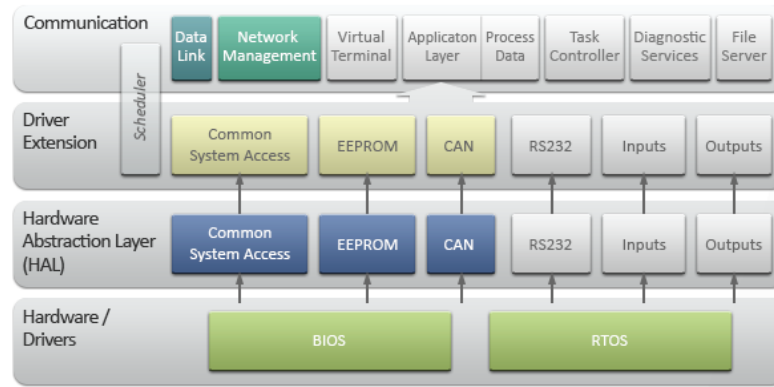 Communication
Data
Link
Network
Management
Virtual
Terminal
Applicaton
Layer
Process
Data
Task
Controller
Diagnostic
Services
File
Server
Scheduler
Driver
Extension
Common
System Access
EEPROM
CAN
RS232
Inputs
Outputs
Hardware
Abstraction Layer
(HAL)
Common
System Access
EEPROM
CAN
RS232
Inputs
Outputs
Hardware /
Drivers
BIOS
RTOS